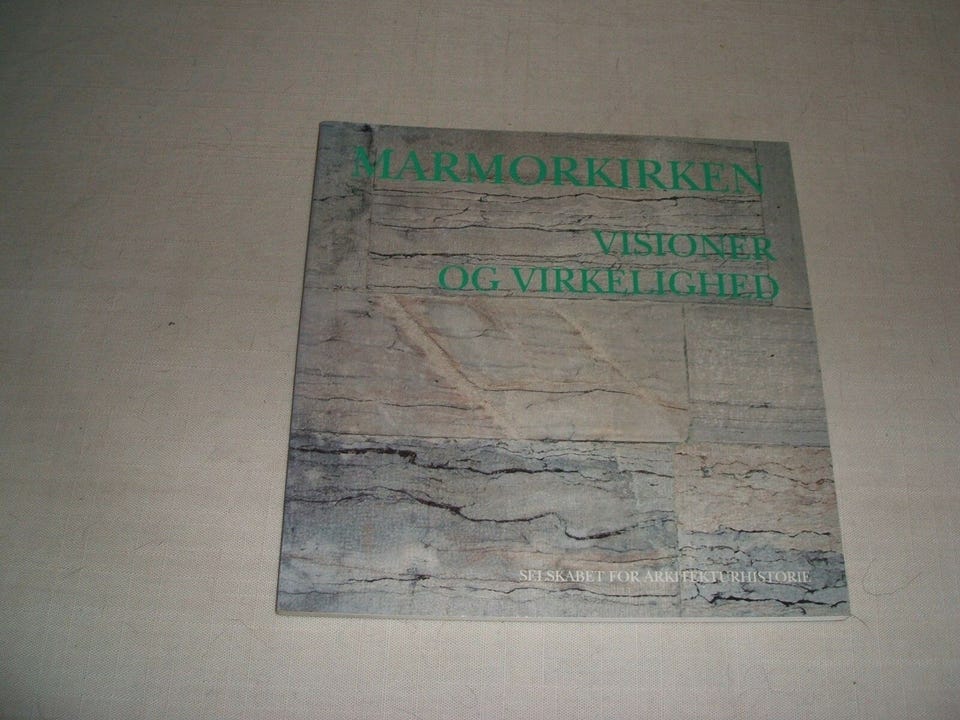 MARMORKIRKEN
VISIONER
OG VIRKELIGHED
SELSKABET FOR ARKITEKTURHISTORIE